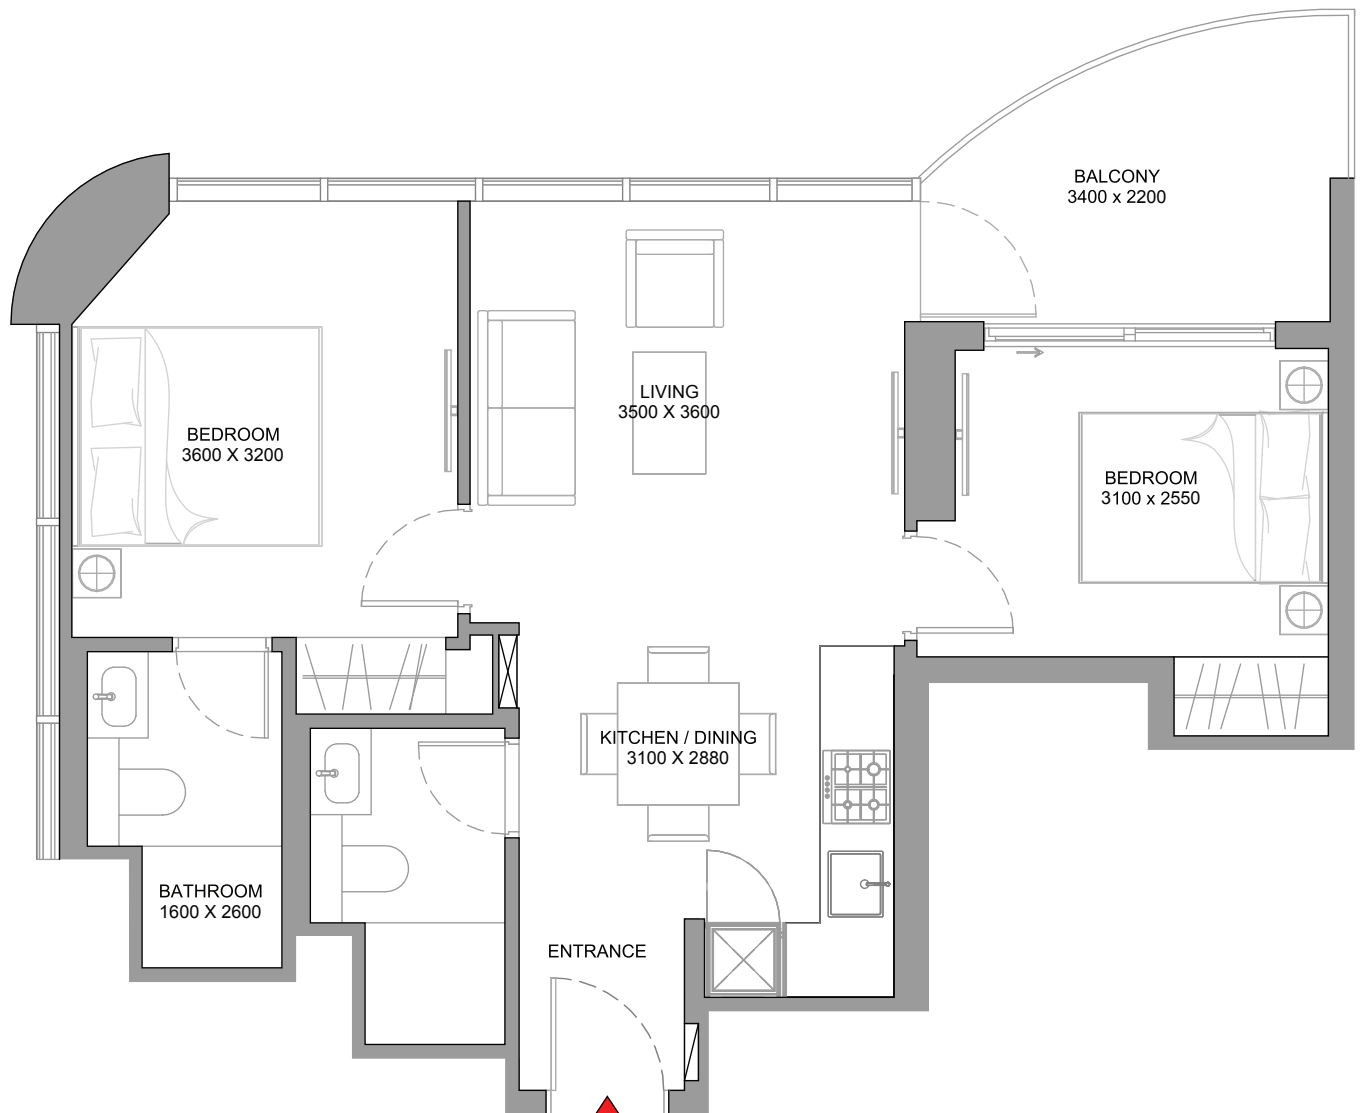 BALCONY
3400 x 2200
LIVING
3500 X 3600
BEDROOM
3600 X 3200
BEDROOM
3100 x 2550
KITCHEN / DINING
3100 X 2880
BATHROOM
1600 X 2600
ENTRANCE